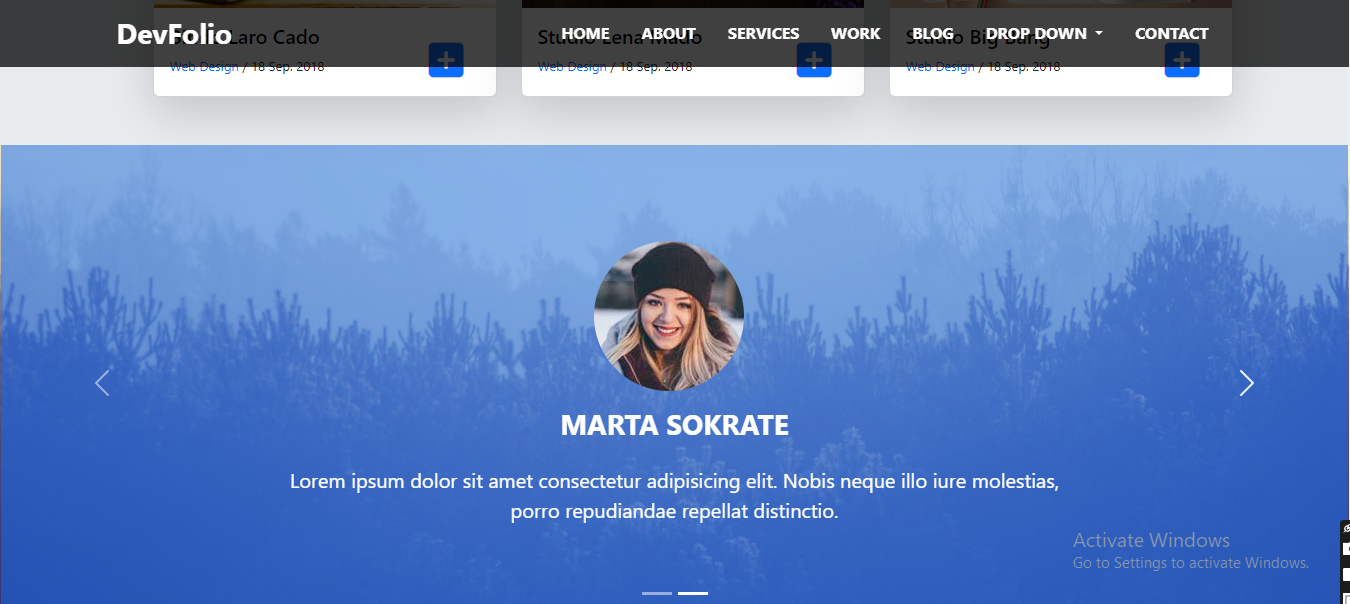 DevFolio
HOME ABOUT SERVICES WORK BLOG DROP DOWN CONTACT
Laro Cado
Studio Lena Mado
Studio Big Bang
Web Design / 18 Sep. 2018
Web Design / 18 Sep. 2018
Web Design / 18 Sep. 2018
MARTA SOKRATE
Lorem ipsum dolor sit amet consectetur adipisicing elit. Nobis neque illo iure molestias,
porro repudiandae repellat distinctio.
Activate Windows
Go to Settings to activate Windows.